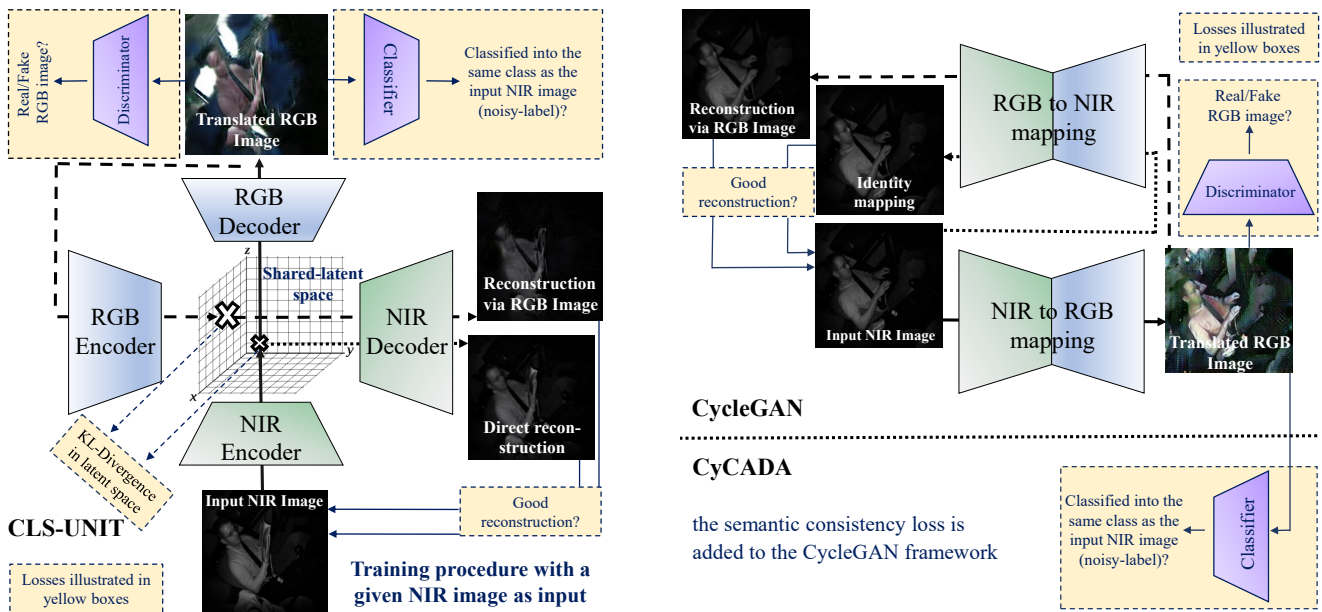 Real/Fake
RGB image?
Discriminator
Translated RGB
Image
Classifier
Classified into the
same class as the
input NIR image
(noisy-label)?
RGB
Decoder
z
Shared-latent
space
RGB
Encoder
NIR
Decoder
y
x
Reconstruction
via RGB Image
Direct recon-
struction
NIR
Encoder
KL-Divergence
in latent space
Input NIR Image
Good
reconstruction?
CLS-UNIT
Losses illustrated in
yellow boxes
Training procedure with a
given NIR image as input
Reconstruction
via RGB Image
RGB to NIR
mapping
Losses illustrated
in yellow boxes
Real/Fake
RGB image?
Discriminator
Good
reconstruction?
Identity
mapping
Input NIR Image
NIR to RGB
mapping
Translated RGB
Image
CycleGAN
CyCADA
the semantic consistency loss is
added to the CycleGAN framework
Classified into the
same class as the
input NIR image
(noisy-label)?
Classifier